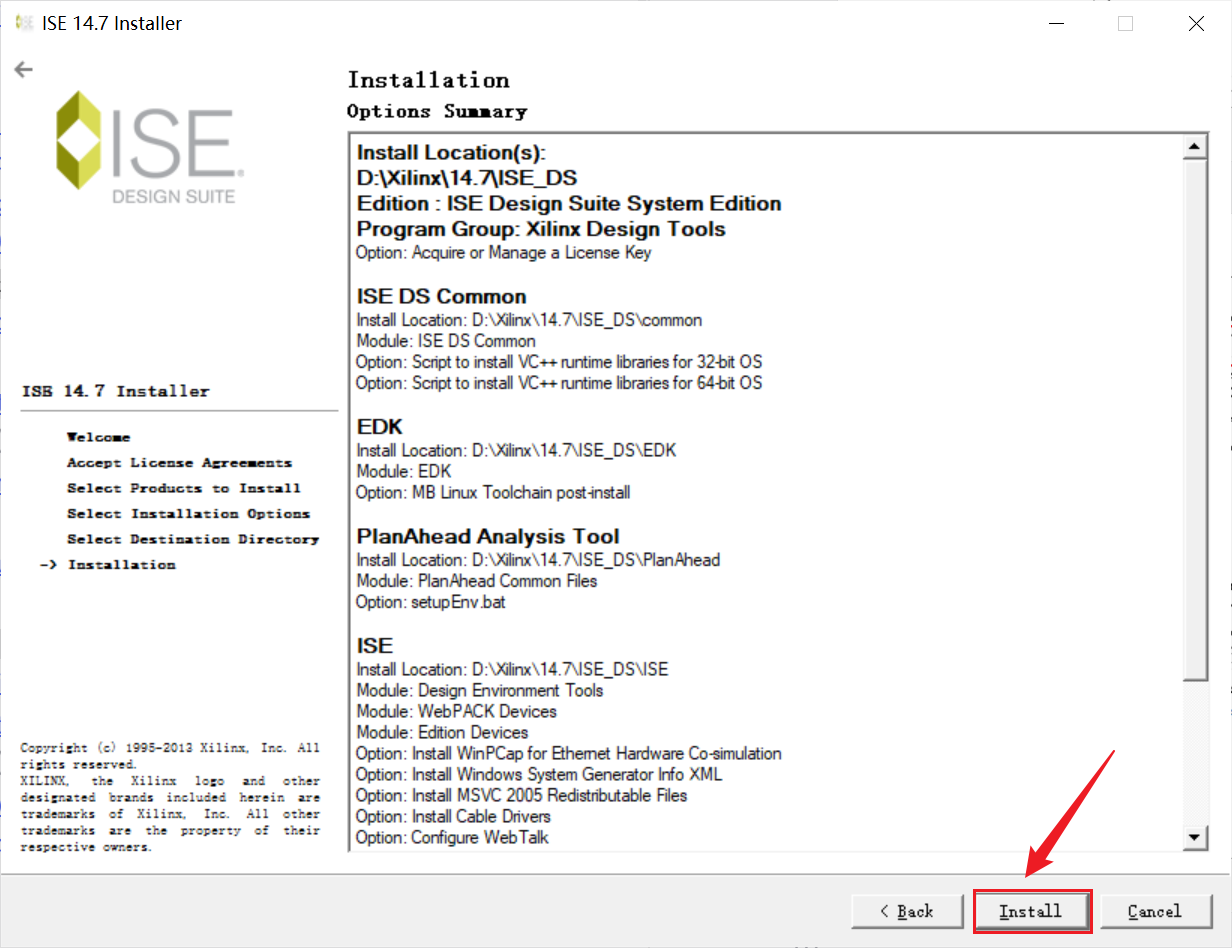 ISE 14.7 Installer
ISE
DESIGN SUITE
ISE 14.7 Installer
Welcome
Accept License Agreements
Select Products to Install
Select Installation Options
Select Destination Directory
-> Installation
Copyright (c) 1995-2013 Xilinx, Inc. All
rights reserved.
XILINX, the Xilinx logo and other
designated brands included herein are
trademarks of Xilinx, Inc. All other
trademarks are the property of their
respective owners.
Installation
Options Summary
Install Location(s):
D:\Xilinx\14.7\ISE_DS
Edition : ISE Design Suite System Edition
Program Group: Xilinx Design Tools
Option: Acquire or Manage a License Key
ISE DS Common
Install Location: D:\Xilinx\14.7\ISE_DS\common
Module: ISE DS Common
Option: Script to install VC++ runtime libraries for 32-bit OS
Option: Script to install VC++ runtime libraries for 64-bit OS
EDK
Install Location: D:\Xilinx\14.7\ISE_DS\EDK
Module: EDK
Option: MB Linux Toolchain post-install
PlanAhead Analysis Tool
Install Location: D:\Xilinx\14.7\ISE_DS\PlanAhead
Module: PlanAhead Common Files
Option: setupEnv.bat
ISE
Install Location: D:\Xilinx\14.7\ISE_DS\ISE
Module: Design Environment Tools
Module: WebPACK Devices
Module: Edition Devices
Option: Install WinPCap for Ethernet Hardware Co-simulation
Option: Install Windows System Generator Info XML
Option: Install MSVC 2005 Redistributable Files
Option: Install Cable Drivers
Option: Configure WebTalk
< Back
Install
Cancel